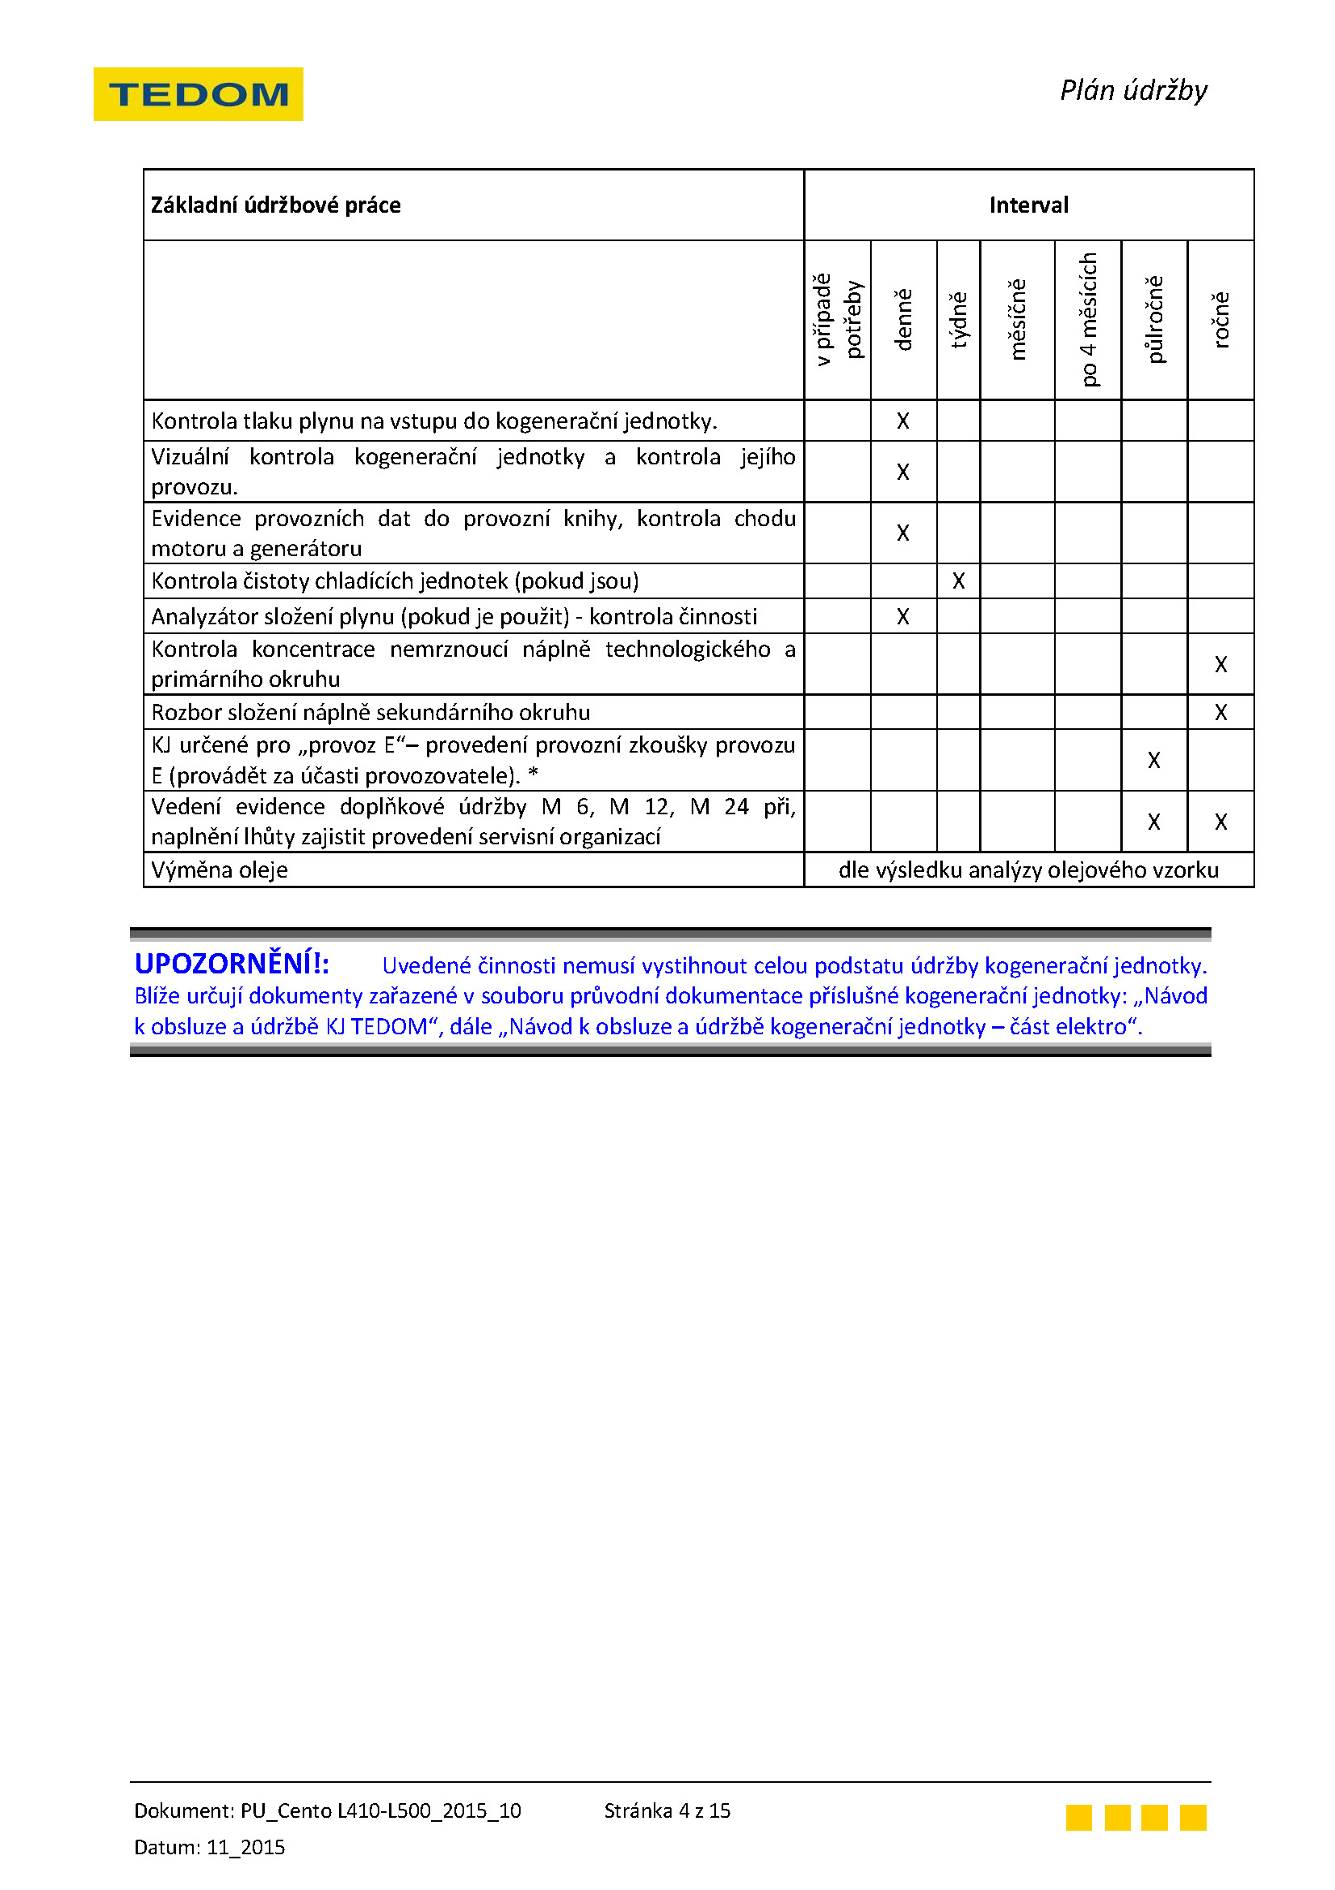 TEDOM
Plán údržby
Základní údržbové práce
Interval
v případě
potřeby
denně
týdně
měsíčně
po 4 měsících
půlročně
ročně
Kontrola tlaku plynu na vstupu do kogenerační jednotky.
X
Vizuální kontrola kogenerační jednotky a kontrola jejího
provozu.
X
Evidence provozních dat do provozní knihy, kontrola chodu
motoru a generátoru
X
Kontrola čistoty chladících jednotek (pokud jsou)
X
Analyzátor složení plynu (pokud je použit) - kontrola činnosti
X
Kontrola koncentrace nemrznoucí náplně technologického a
primárního okruhu
X
Rozbor složení náplně sekundárního okruhu
X
KJ určené pro „provoz E“– provedení provozní zkoušky provozu
E (provádět za účasti provozovatele). *
X
Vedení evidence doplňkové údržby M 6, M 12, M 24 při,
naplnění lhůty zajistit provedení servisní organizací
X X
Výměna oleje
dle výsledku analýzy olejového vzorku
UPOZORNĚNÍ!: Uvedené činnosti nemusí vystihnout celou podstatu údržby kogenerační jednotky.
Blíže určují dokumenty zařazené v souboru průvodní dokumentace příslušné kogenerační jednotky: „Návod
k obsluze a údržbě KJ TEDOM“, dále „Návod k obsluze a údržbě kogenerační jednotky – část elektro“.
Dokument: PU_Cento L410-L500_2015_10
Stránka 4 z 15
Datum: 11_2015